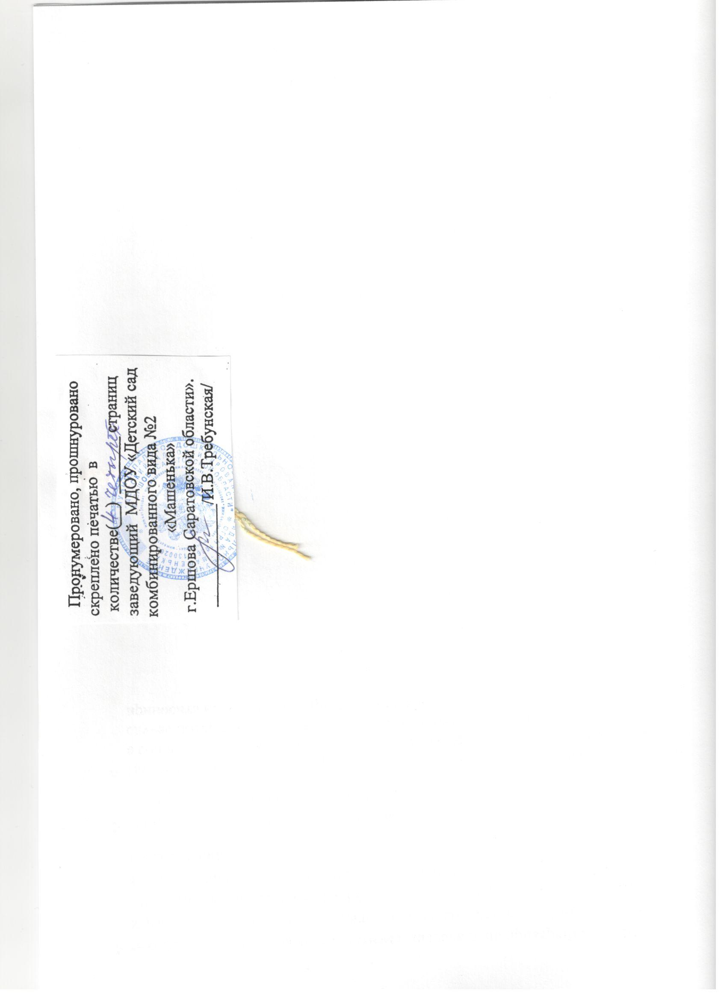 Пронумеровано, прошнуровано
скреплено печатью в
количестве(4) четырех страниц
заведующий МДОУ «Детский сад
комбинированного вида №2
«Машенька»
г.Ершова Саратовской области».
/И.В.Требунская/